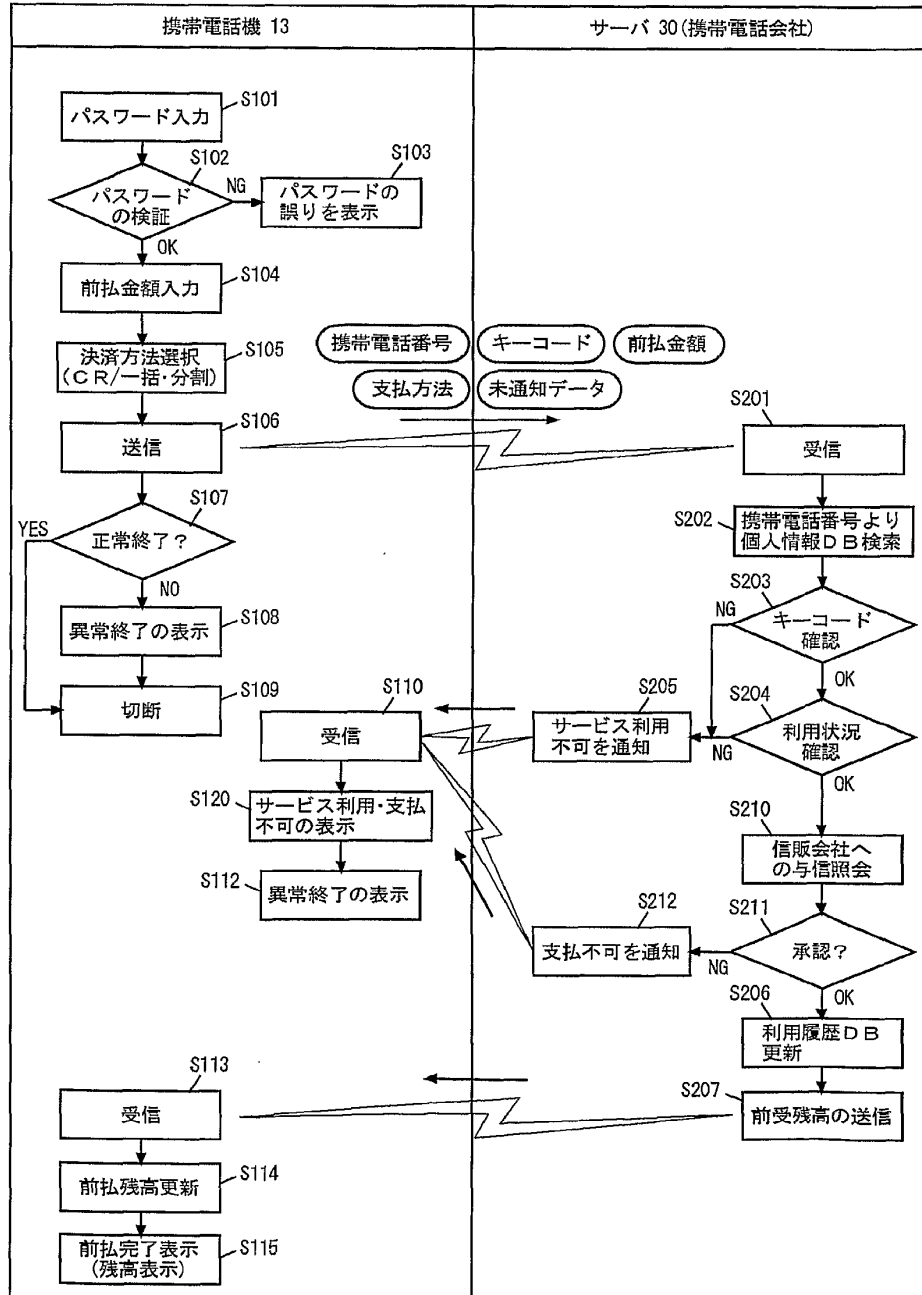 携帯電話機 13
サーバ 30(携帯電話会社)
S101
パスワード入力
S102
パスワード
の検証
NG
OK
S103
パスワードの
誤りを表示
S104
前払金額入力
S105
決済方法選択
(CR/一括・分割)
携帯電話番号
キーコード
前払金額
支払方法
未通知データ
S106
送信
S201
受信
S107
正常終了?
YES
NO
S202
携帯電話番号より
個人情報DB検索
S203
キーコード
確認
NG
OK
S108
異常終了の表示
S109
切断
S110
受信
S205
サービス利用
不可を通知
S204
利用状況
確認
NG
OK
S120
サービス利用・支払
不可の表示
S112
異常終了の表示
S210
信販会社へ
の与信照会
S212
支払不可を通知
S211
承認?
NG
OK
S206
利用履歴DB
更新
S113
受信
S207
前受残高の送信
S114
前払残高更新
S115
前払完了表示
(残高表示)